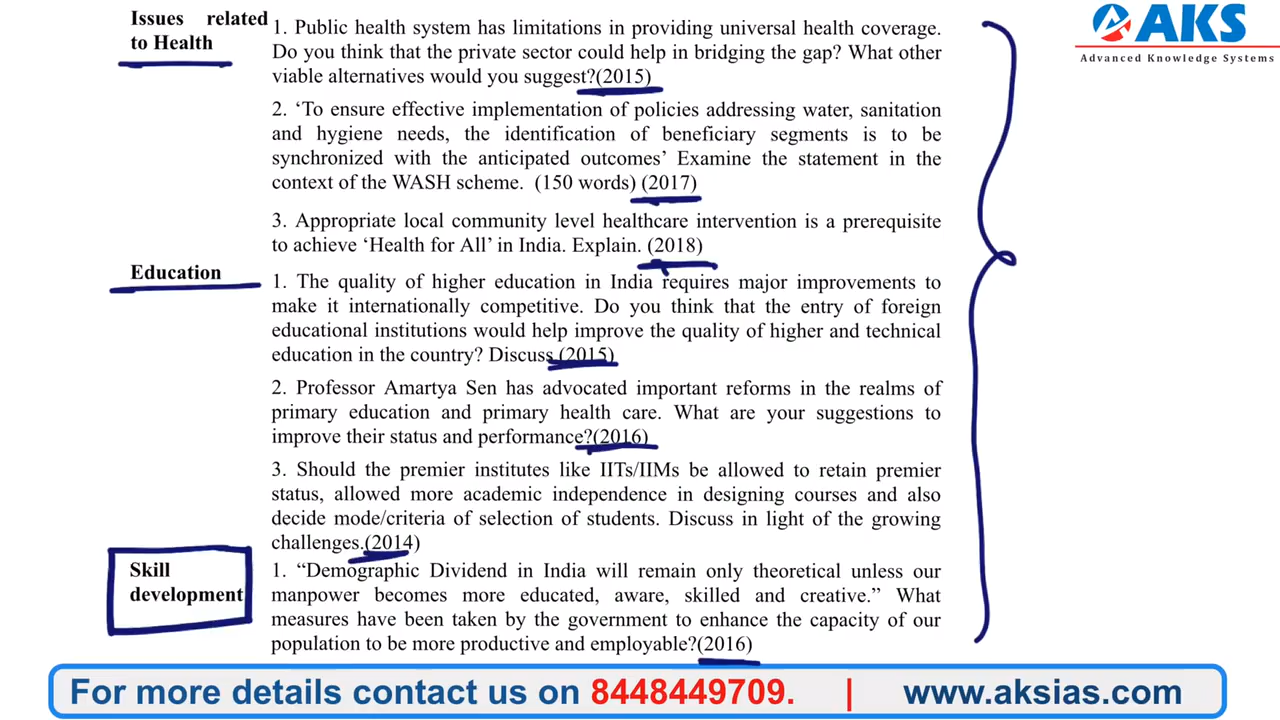 Issues related
to Health
1. Public health system has limitations in providing universal health coverage.
Do you think that the private sector could help in bridging the gap? What other
viable alternatives would you suggest?(2015)
2. ‘To ensure effective implementation of policies addressing water, sanitation
and hygiene needs, the identification of beneficiary segments is to be
synchronized with the anticipated outcomes’ Examine the statement in the
context of the WASH scheme. (150 words) (2017)
3. Appropriate local community level healthcare intervention is a prerequisite
to achieve ‘Health for All’ in India. Explain. (2018)
Education
1. The quality of higher education in India requires major improvements to
make it internationally competitive. Do you think that the entry of foreign
educational institutions would help improve the quality of higher and technical
education in the country? Discuss.(2015)
2. Professor Amartya Sen has advocated important reforms in the realms of
primary education and primary health care. What are your suggestions to
improve their status and performance?(2016)
3. Should the premier institutes like IITs/IIMs be allowed to retain premier
status, allowed more academic independence in designing courses and also
decide mode/criteria of selection of students. Discuss in light of the growing
challenges.(2014)
Skill
development
1. “Demographic Dividend in India will remain only theoretical unless our
manpower becomes more educated, aware, skilled and creative.” What
measures have been taken by the government to enhance the capacity of our
population to be more productive and employable?(2016)
AKS
Advanced Knowledge Systems
For more details contact us on 8448449709. | www.aksias.com